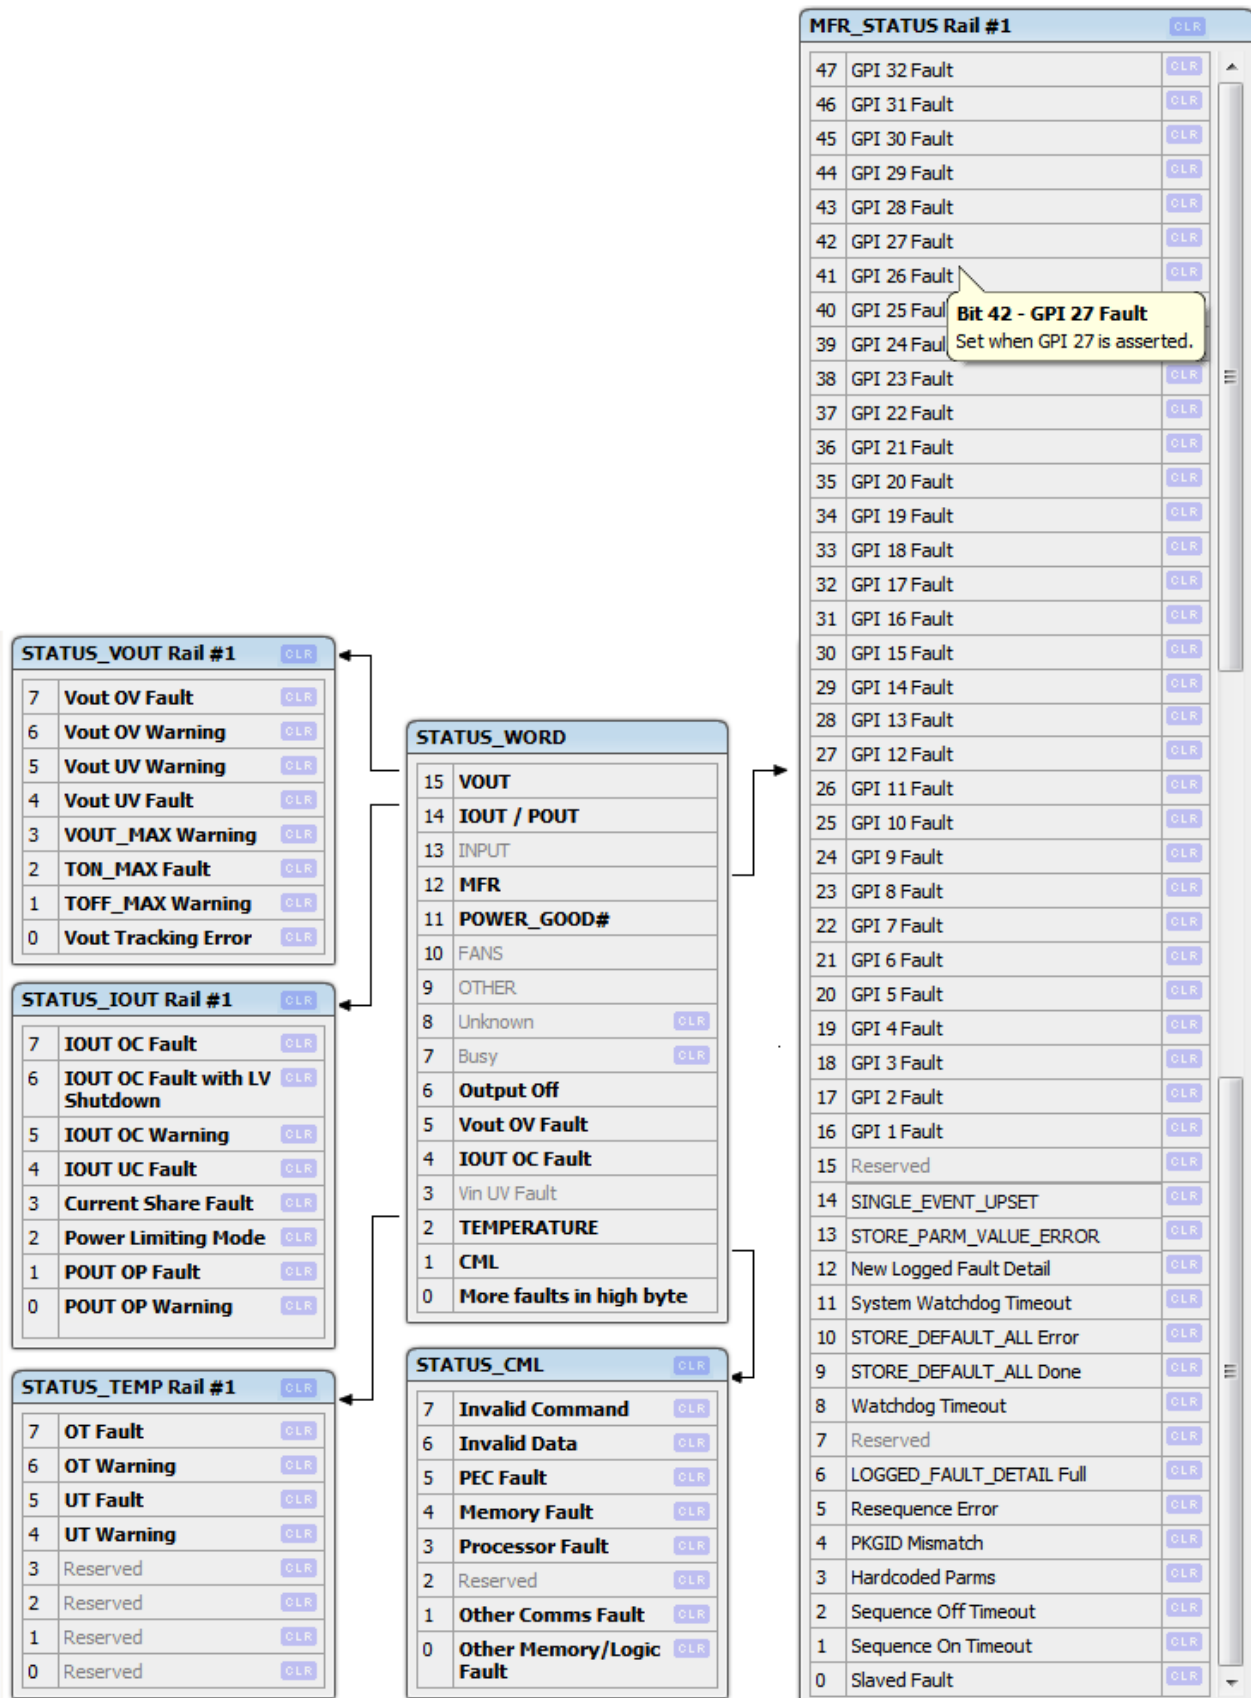 MFR_STATUS Rail #1 CLR
47 GPI 32 Fault CLR
46 GPI 31 Fault CLR
45 GPI 30 Fault CLR
44 GPI 29 Fault CLR
43 GPI 28 Fault CLR
42 GPI 27 Fault CLR
41 GPI 26 Fault CLR
40 GPI 25 Faul
39 GPI 24 Faul
Bit 42 - GPI 27 Fault
Set when GPI 27 is asserted.
38 GPI 23 Fault CLR
37 GPI 22 Fault CLR
36 GPI 21 Fault CLR
35 GPI 20 Fault CLR
34 GPI 19 Fault CLR
33 GPI 18 Fault CLR
32 GPI 17 Fault CLR
31 GPI 16 Fault CLR
30 GPI 15 Fault CLR
29 GPI 14 Fault CLR
28 GPI 13 Fault CLR
27 GPI 12 Fault CLR
26 GPI 11 Fault CLR
25 GPI 10 Fault CLR
24 GPI 9 Fault CLR
23 GPI 8 Fault CLR
22 GPI 7 Fault CLR
21 GPI 6 Fault CLR
20 GPI 5 Fault CLR
19 GPI 4 Fault CLR
18 GPI 3 Fault CLR
17 GPI 2 Fault CLR
16 GPI 1 Fault CLR
15 Reserved CLR
14 SINGLE_EVENT_UPSET CLR
13 STORE_PARM_VALUE_ERROR CLR
12 New Logged Fault Detail CLR
11 System Watchdog Timeout CLR
10 STORE_DEFAULT_ALL Error CLR
9 STORE_DEFAULT_ALL Done CLR
8 Watchdog Timeout CLR
7 Reserved CLR
6 LOGGED_FAULT_DETAIL Full CLR
5 Resequence Error CLR
4 PKGID Mismatch CLR
3 Hardcoded Parms CLR
2 Sequence Off Timeout CLR
1 Sequence On Timeout CLR
0 Slaved Fault CLR
STATUS_VOUT Rail #1 CLR
7 Vout OV Fault CLR
6 Vout OV Warning CLR
5 Vout UV Warning CLR
4 Vout UV Fault CLR
3 VOUT_MAX Warning CLR
2 TON_MAX Fault CLR
1 TOFF_MAX Warning CLR
0 Vout Tracking Error CLR
STATUS_IOUT Rail #1 CLR
7 IOUT OC Fault CLR
6 IOUT OC Fault with LV CLR
Shutdown
5 IOUT OC Warning CLR
4 IOUT UC Fault CLR
3 Current Share Fault CLR
2 Power Limiting Mode CLR
1 POUT OP Fault CLR
0 POUT OP Warning CLR
STATUS_TEMP Rail #1 CLR
7 OT Fault CLR
6 OT Warning CLR
5 UT Fault CLR
4 UT Warning CLR
3 Reserved CLR
2 Reserved CLR
1 Reserved CLR
0 Reserved CLR
STATUS_WORD
15 VOUT
14 IOUT / POUT
13 INPUT
12 MFR
11 POWER_GOOD#
10 FANS
9 OTHER
8 Unknown CLR
7 Busy CLR
6 Output Off
5 Vout OV Fault
4 IOUT OC Fault
3 Vin UV Fault
2 TEMPERATURE
1 CML
0 More faults in high byte
STATUS_CML CLR
7 Invalid Command CLR
6 Invalid Data CLR
5 PEC Fault CLR
4 Memory Fault CLR
3 Processor Fault CLR
2 Reserved CLR
1 Other Comms Fault CLR
0 Other Memory/Logic CLR
Fault